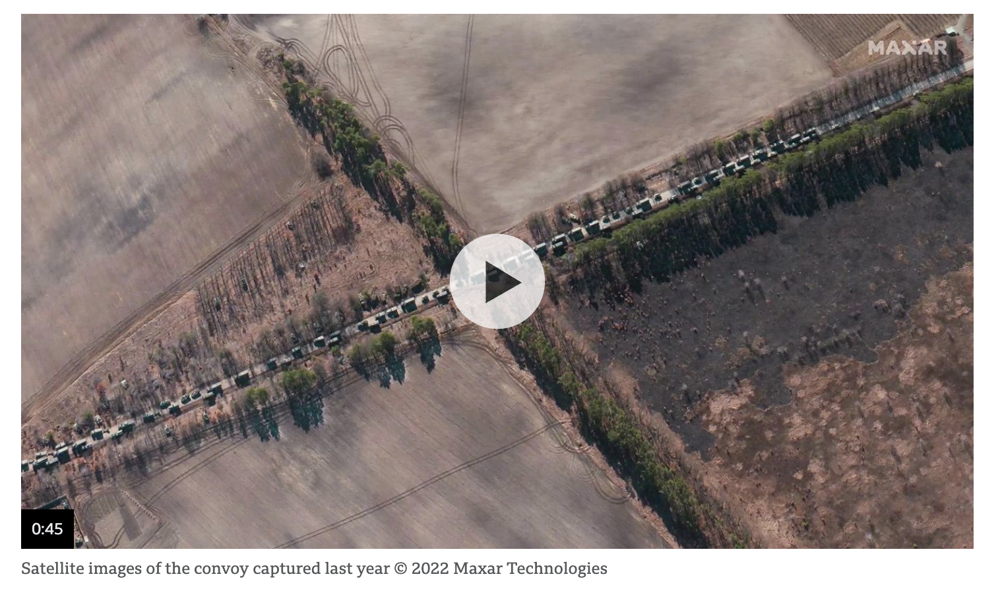 MAXAR
0:45
Satellite images of the convoy captured last year © 2022 Maxar Technologies